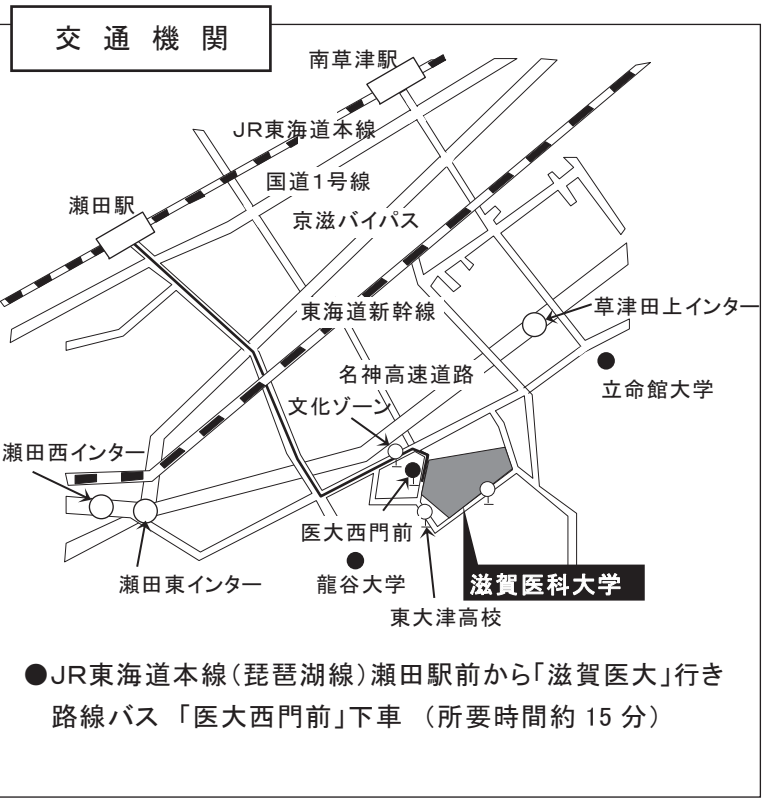 交 通 機 関
南草津駅
JR東海道本線
国道1号線
瀬田駅
京滋バイパス
東海道新幹線
草津田上インター
名神高速道路
立命館大学
文化ゾーン
瀬田西インター
医大西門前
瀬田東インター
龍谷大学
滋賀医科大学
東大津高校
●JR東海道本線(琵琶湖線)瀬田駅前から「滋賀医大」行き
路線バス 「医大西門前」下車 (所要時間約 15 分)